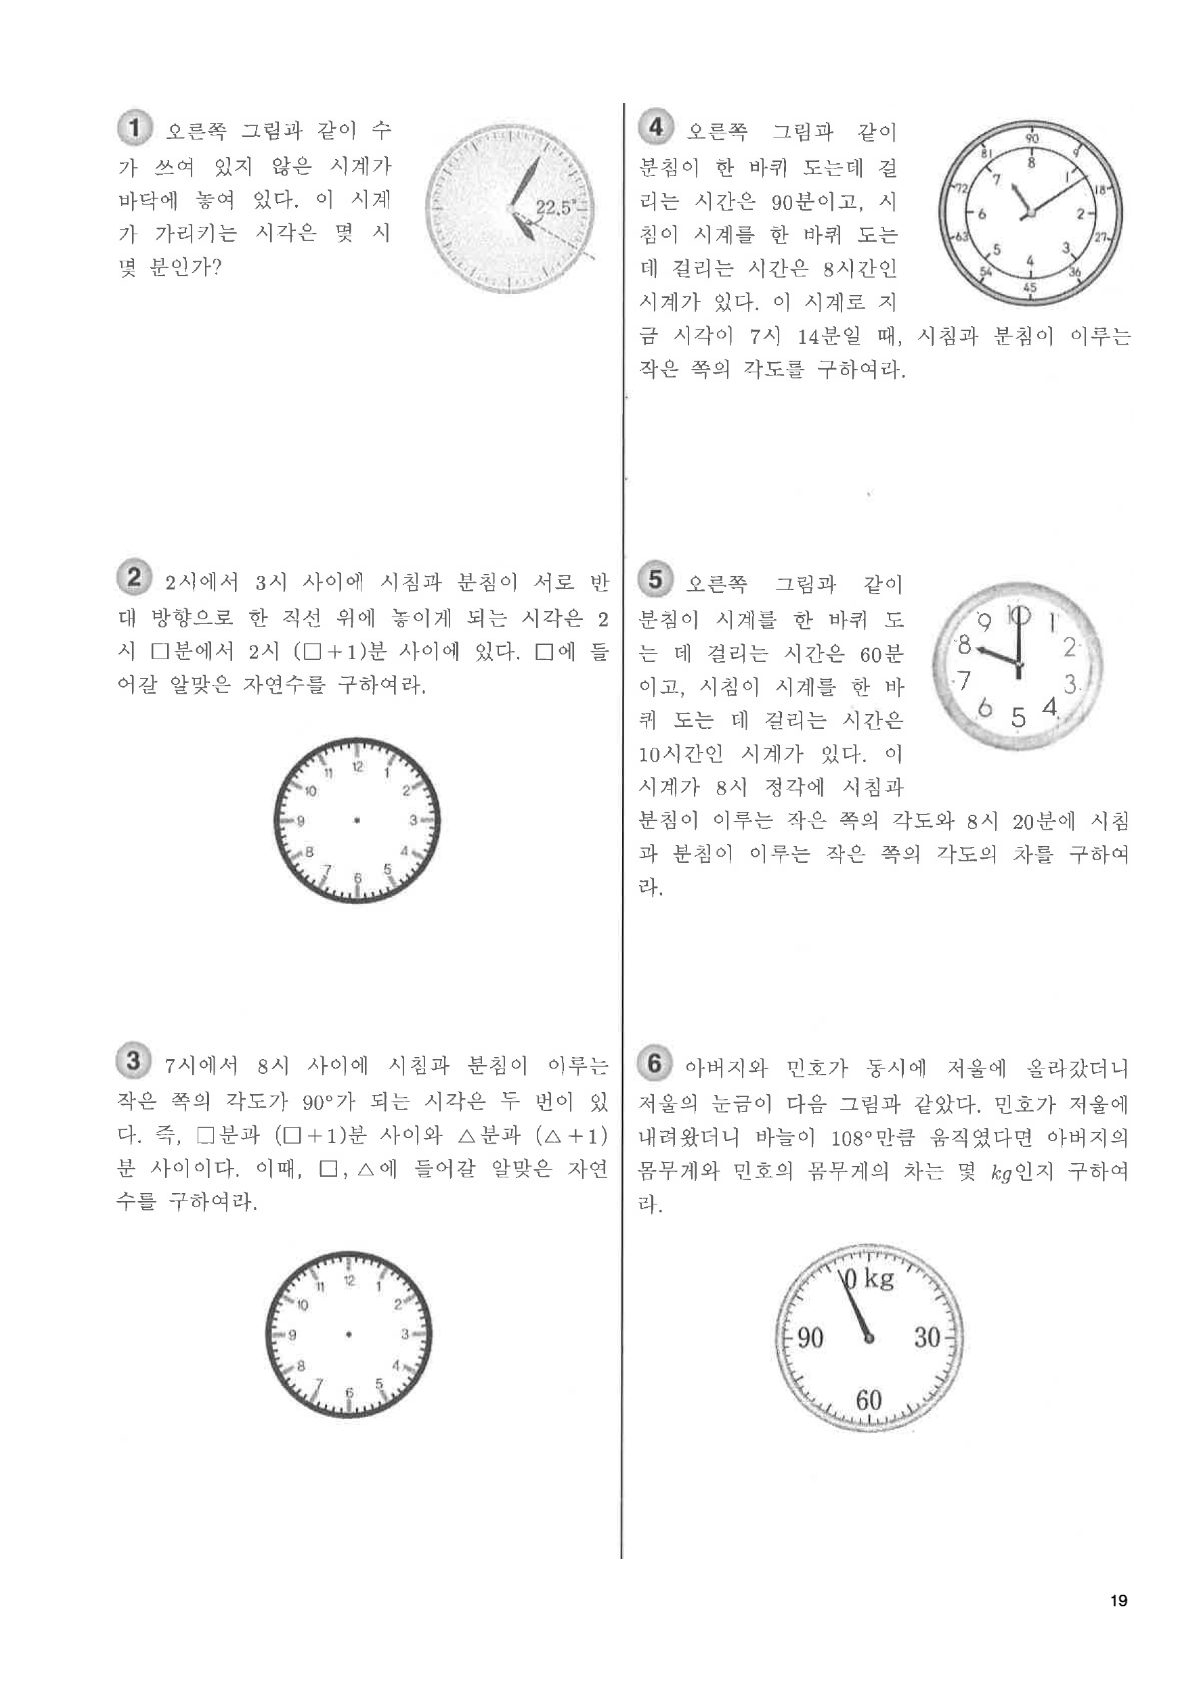 1 오른쪽 그림과 같이 수
가 쓰여 있지 않은 시계가
바닥에 놓여 있다. 이 시계
가 가리키는 시각은 몇 시
몇 분인가?
22.5°
2 2시에서 3시 사이에 시침과 분침이 서로 반
대 방향으로 한 직선 위에 놓이게 되는 시각은 2
시 □분에서 2시 (□+1)분 사이에 있다. □에 들
어갈 알맞은 자연수를 구하여라.
12
11 1
10 2
9 3
8 4
7 5
6
3 7시에서 8시 사이에 시침과 분침이 이루는
작은 쪽의 각도가 90°가 되는 시각은 두 번이 있
다. 즉, □분과 (□+1)분 사이와 △분과 (△+1)
분 사이이다. 이때, □, △에 들어갈 알맞은 자연
수를 구하여라.
12
11 1
10 2
9 3
8 4
7 5
6
4 오른쪽 그림과 같이
분침이 한 바퀴 도는데 걸
리는 시간은 90분이고, 시
침이 시계를 한 바퀴 도는
데 걸리는 시간은 8시간인
시계가 있다. 이 시계로 지
금 시각이 7시 14분일 때, 시침과 분침이 이루는
작은 쪽의 각도를 구하여라.
90
81 9
8
7 1
72 18
6 2
63 27
5 3
4
54 36
45
5 오른쪽 그림과 같이
분침이 시계를 한 바퀴 도
는 데 걸리는 시간은 60분
이고, 시침이 시계를 한 바
퀴 도는 데 걸리는 시간은
10시간인 시계가 있다. 이
시계가 8시 정각에 시침과
분침이 이루는 작은 쪽의 각도와 8시 20분에 시침
과 분침이 이루는 작은 쪽의 각도의 차를 구하여
라.
10
9 1
8 2
7 3
6 4
5
6 아버지와 민호가 동시에 저울에 올라갔더니
저울의 눈금이 다음 그림과 같았다. 민호가 저울에
내려왔더니 바늘이 108°만큼 움직였다면 아버지의
몸무게와 민호의 몸무게의 차는 몇 kg인지 구하여
라.
0 kg
90 30
60
19